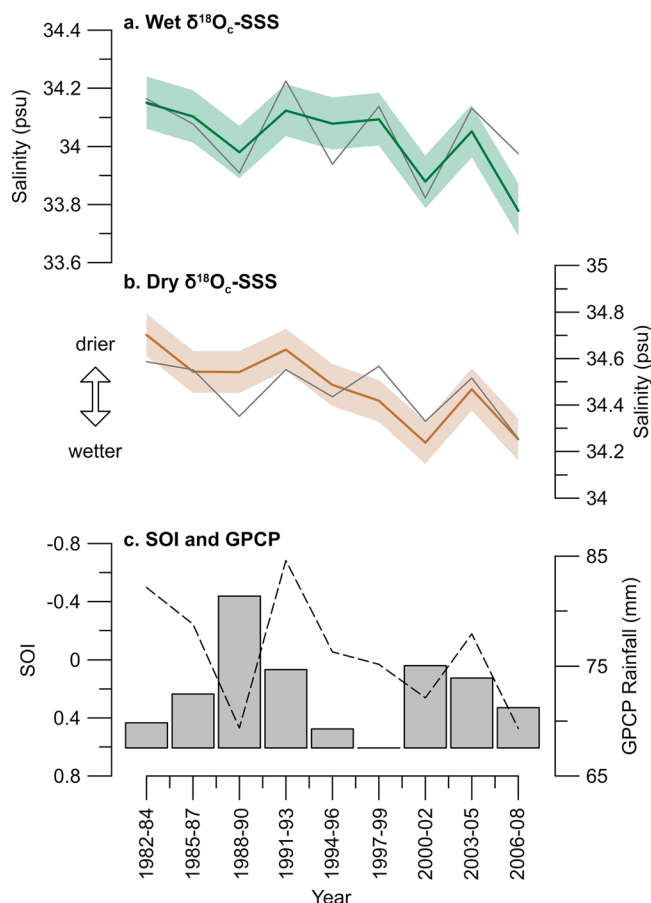 a. Wet δ¹⁸Oc-SSS
34.4
34.2
34
33.8
33.6
Salinity (psu)
b. Dry δ¹⁸Oc-SSS
35
34.8
34.6
34.4
34.2
34
Salinity (psu)
drier
wetter
c. SOI and GPCP
-0.8
-0.4
0
0.4
0.8
SOI
85
75
65
GPCP Rainfall (mm)
1982-84
1985-87
1988-90
1991-93
1994-96
1997-99
2000-02
2003-05
2006-08
Year